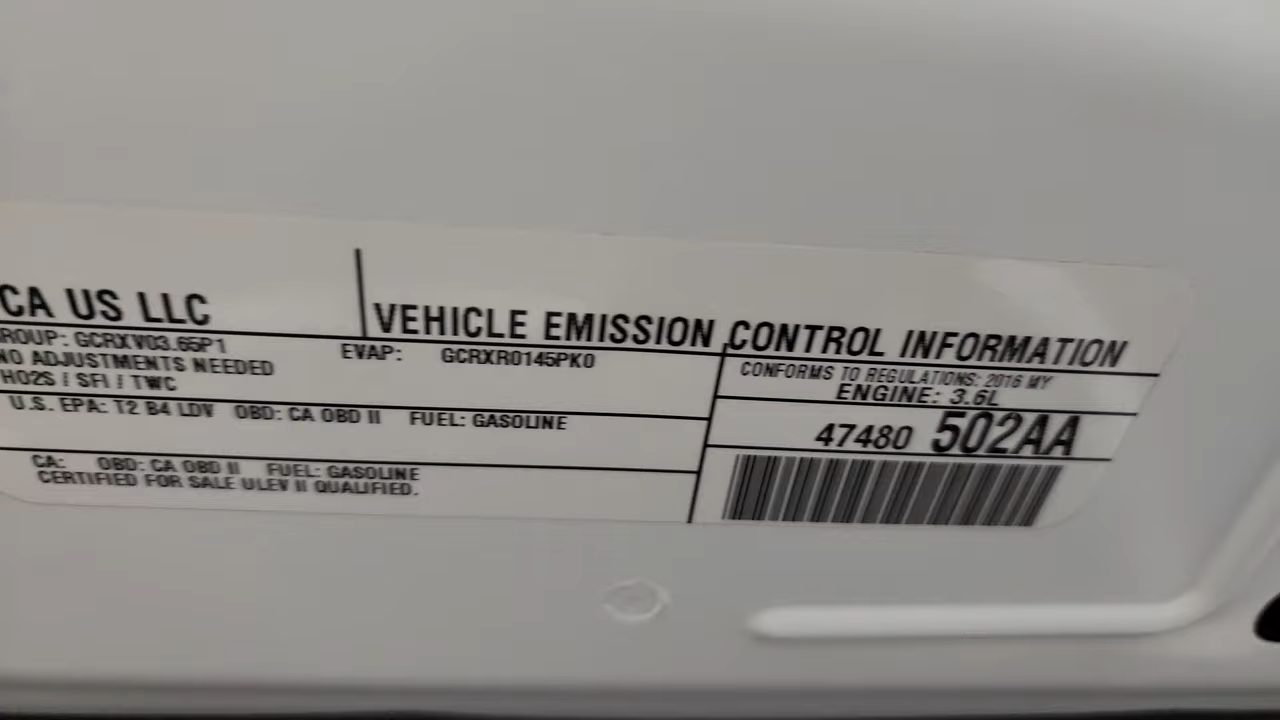 CA US LLC
VEHICLE EMISSION CONTROL INFORMATION
ROUP: GCRXV03.65P1
NO ADJUSTMENTS NEEDED
HO2S / SFI / TWC
EVAP: GCRXR0145PK0
CONFORMS TO REGULATIONS: 2016 MY
ENGINE: 3.6L
U.S. EPA: T2 B4 LDV OBD: CA OBD II FUEL: GASOLINE
47480 502AA
CA: OBD: CA OBD II FUEL: GASOLINE
CERTIFIED FOR SALE ULEV II QUALIFIED.